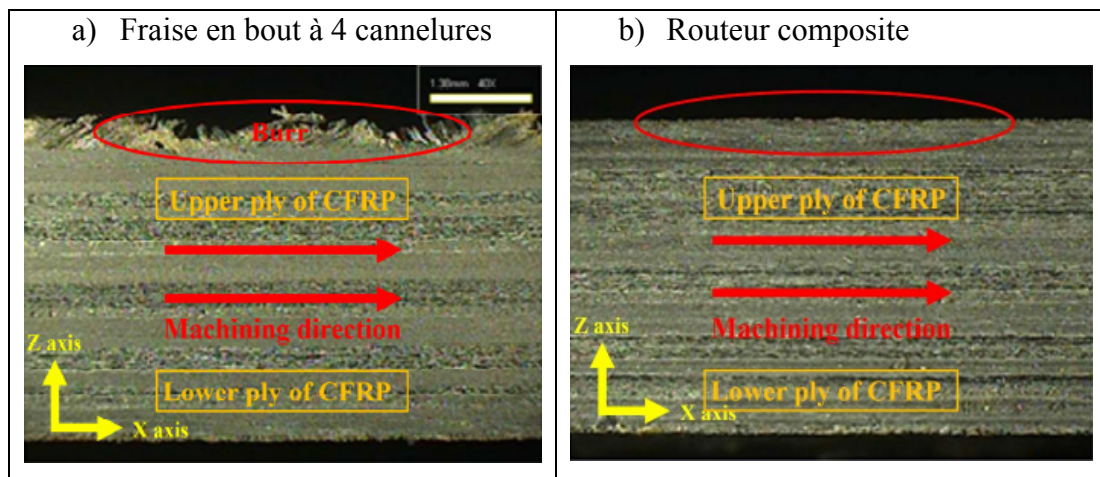 a) Fraise en bout à 4 cannelures
1.38mm 40X
Burr
Upper ply of CFRP
Machining direction
Z axis
Lower ply of CFRP
X axis
b) Routeur composite
Upper ply of CFRP
Machining direction
Z axis
Lower ply of CFRP
X axis